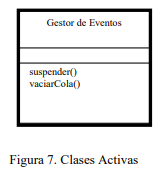 Gestor de Eventos
suspender()
vaciarCola()
Figura 7. Clases Activas